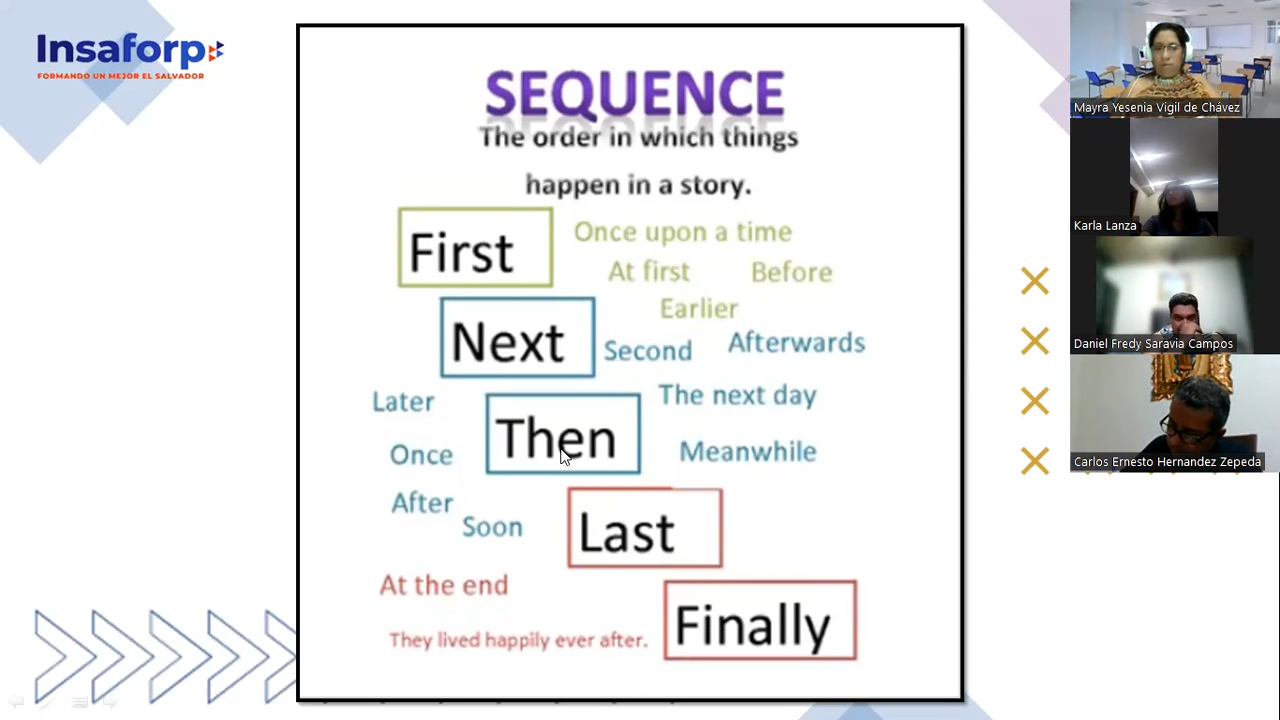 Insaforp
FORMANDO UN MEJOR EL SALVADOR
SEQUENCE
The order in which things
happen in a story.
First
Once upon a time
At first
Before
Earlier
Next
Second
Afterwards
Later
Then
The next day
Once
Meanwhile
After
Soon
Last
At the end
Finally
They lived happily ever after.
Mayra Yesenia Vigil de Chávez
Karla Lanza
Daniel Fredy Saravia Campos
Carlos Ernesto Hernandez Zepeda